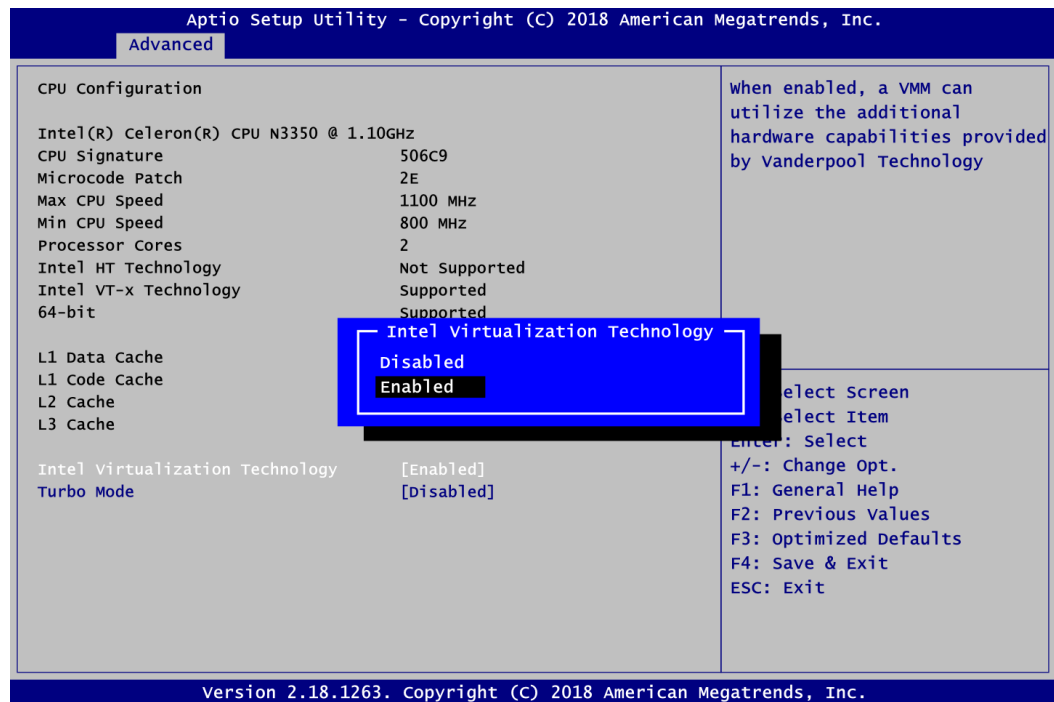 Aptio Setup Utility – Copyright (C) 2018 American Megatrends, Inc.
Advanced
CPU Configuration
Intel(R) Celeron(R) CPU N3350 @ 1.10GHz
CPU Signature 506C9
Microcode Patch 2E
Max CPU Speed 1100 MHz
Min CPU Speed 800 MHz
Processor Cores 2
Intel HT Technology Not Supported
Intel VT-x Technology Supported
64-bit Supported
L1 Data Cache
L1 Code Cache
L2 Cache
L3 Cache
Intel Virtualization Technology [Enabled]
Turbo Mode [Disabled]
Intel Virtualization Technology
Disabled
Enabled
When enabled, a VMM can
utilize the additional
hardware capabilities provided
by Vanderpool Technology
elect Screen
elect Item
Enter: Select
+/-: Change Opt.
F1: General Help
F2: Previous Values
F3: Optimized Defaults
F4: Save & Exit
ESC: Exit
Version 2.18.1263. Copyright (C) 2018 American Megatrends, Inc.